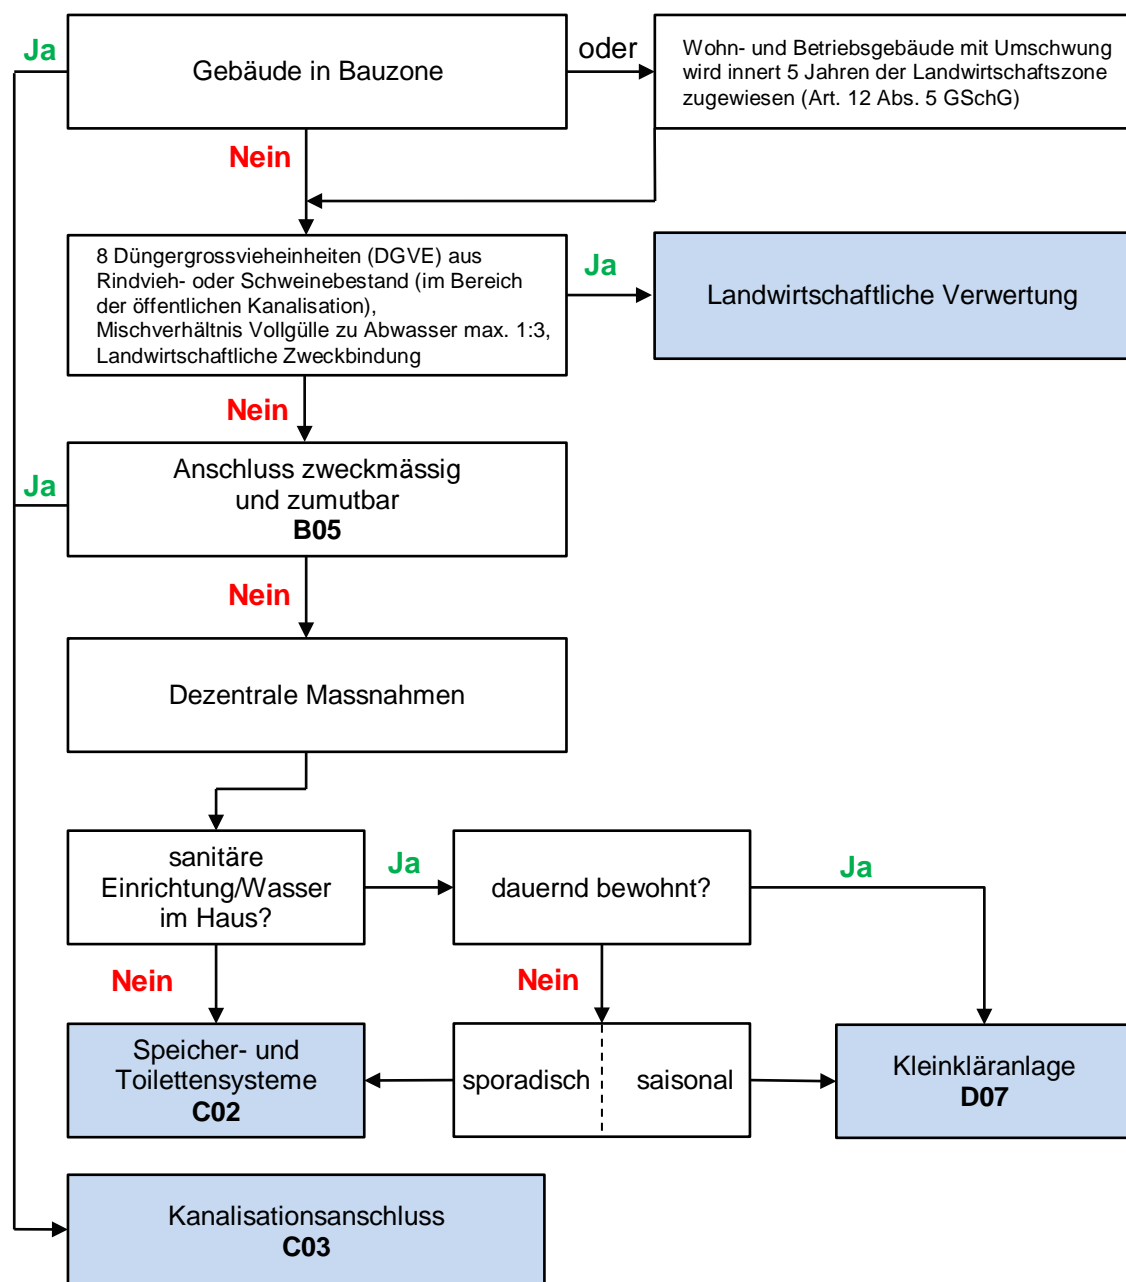 Ja
Gebäude in Bauzone
oder
Wohn- und Betriebsgebäude mit Umschwung
wird innert 5 Jahren der Landwirtschaftszone
zugewiesen (Art. 12 Abs. 5 GSchG)
Nein
8 Düngergrossvieheinheiten (DGVE) aus
Rindvieh- oder Schweinebestand (im Bereich
der öffentlichen Kanalisation),
Mischverhältnis Vollgülle zu Abwasser max. 1:3,
Landwirtschaftliche Zweckbindung
Ja
Landwirtschaftliche Verwertung
Nein
Ja
Anschluss zweckmässig
und zumutbar
B05
Nein
Dezentrale Massnahmen
sanitäre
Einrichtung/Wasser
im Haus?
Ja
dauernd bewohnt?
Ja
Nein
Nein
Speicher- und
Toilettensysteme
C02
sporadisch
saisonal
Kleinkläranlage
D07
Kanalisationsanschluss
C03